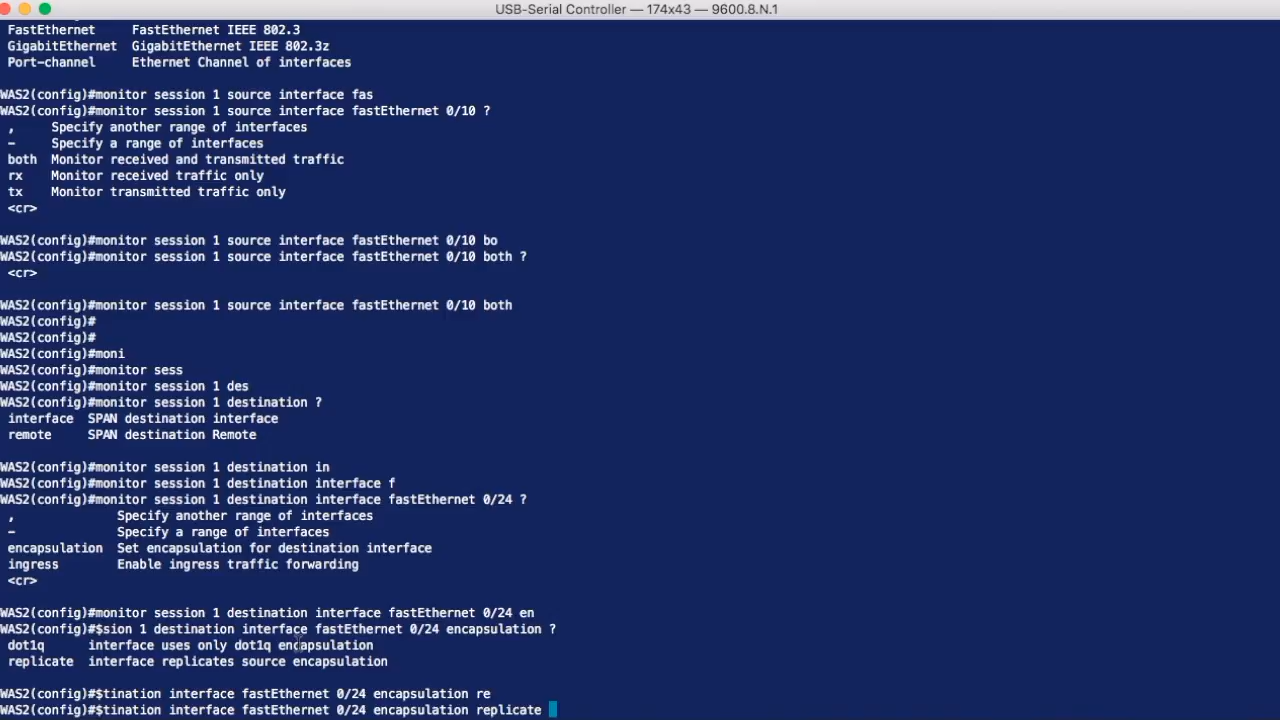 USB-Serial Controller — 174x43 — 9600.8.N.1
FastEthernet     FastEthernet IEEE 802.3
GigabitEthernet  GigabitEthernet IEEE 802.3z
Port-channel     Ethernet Channel of interfaces
WAS2(config)#monitor session 1 source interface fas
WAS2(config)#monitor session 1 source interface fastEthernet 0/10 ?
,     Specify another range of interfaces
-     Specify a range of interfaces
both  Monitor received and transmitted traffic
rx    Monitor received traffic only
tx    Monitor transmitted traffic only
<cr>
WAS2(config)#monitor session 1 source interface fastEthernet 0/10 bo
WAS2(config)#monitor session 1 source interface fastEthernet 0/10 both ?
<cr>
WAS2(config)#monitor session 1 source interface fastEthernet 0/10 both
WAS2(config)#
WAS2(config)#
WAS2(config)#moni
WAS2(config)#monitor sess
WAS2(config)#monitor session 1 des
WAS2(config)#monitor session 1 destination ?
interface  SPAN destination interface
remote     SPAN destination Remote
WAS2(config)#monitor session 1 destination in
WAS2(config)#monitor session 1 destination interface f
WAS2(config)#monitor session 1 destination interface fastEthernet 0/24 ?
,              Specify another range of interfaces
-              Specify a range of interfaces
encapsulation  Set encapsulation for destination interface
ingress        Enable ingress traffic forwarding
<cr>
WAS2(config)#monitor session 1 destination interface fastEthernet 0/24 en
WAS2(config)#$sion 1 destination interface fastEthernet 0/24 encapsulation ?
dot1q      interface uses only dot1q encapsulation
replicate  interface replicates source encapsulation
WAS2(config)#$tination interface fastEthernet 0/24 encapsulation re
WAS2(config)#$tination interface fastEthernet 0/24 encapsulation replicate